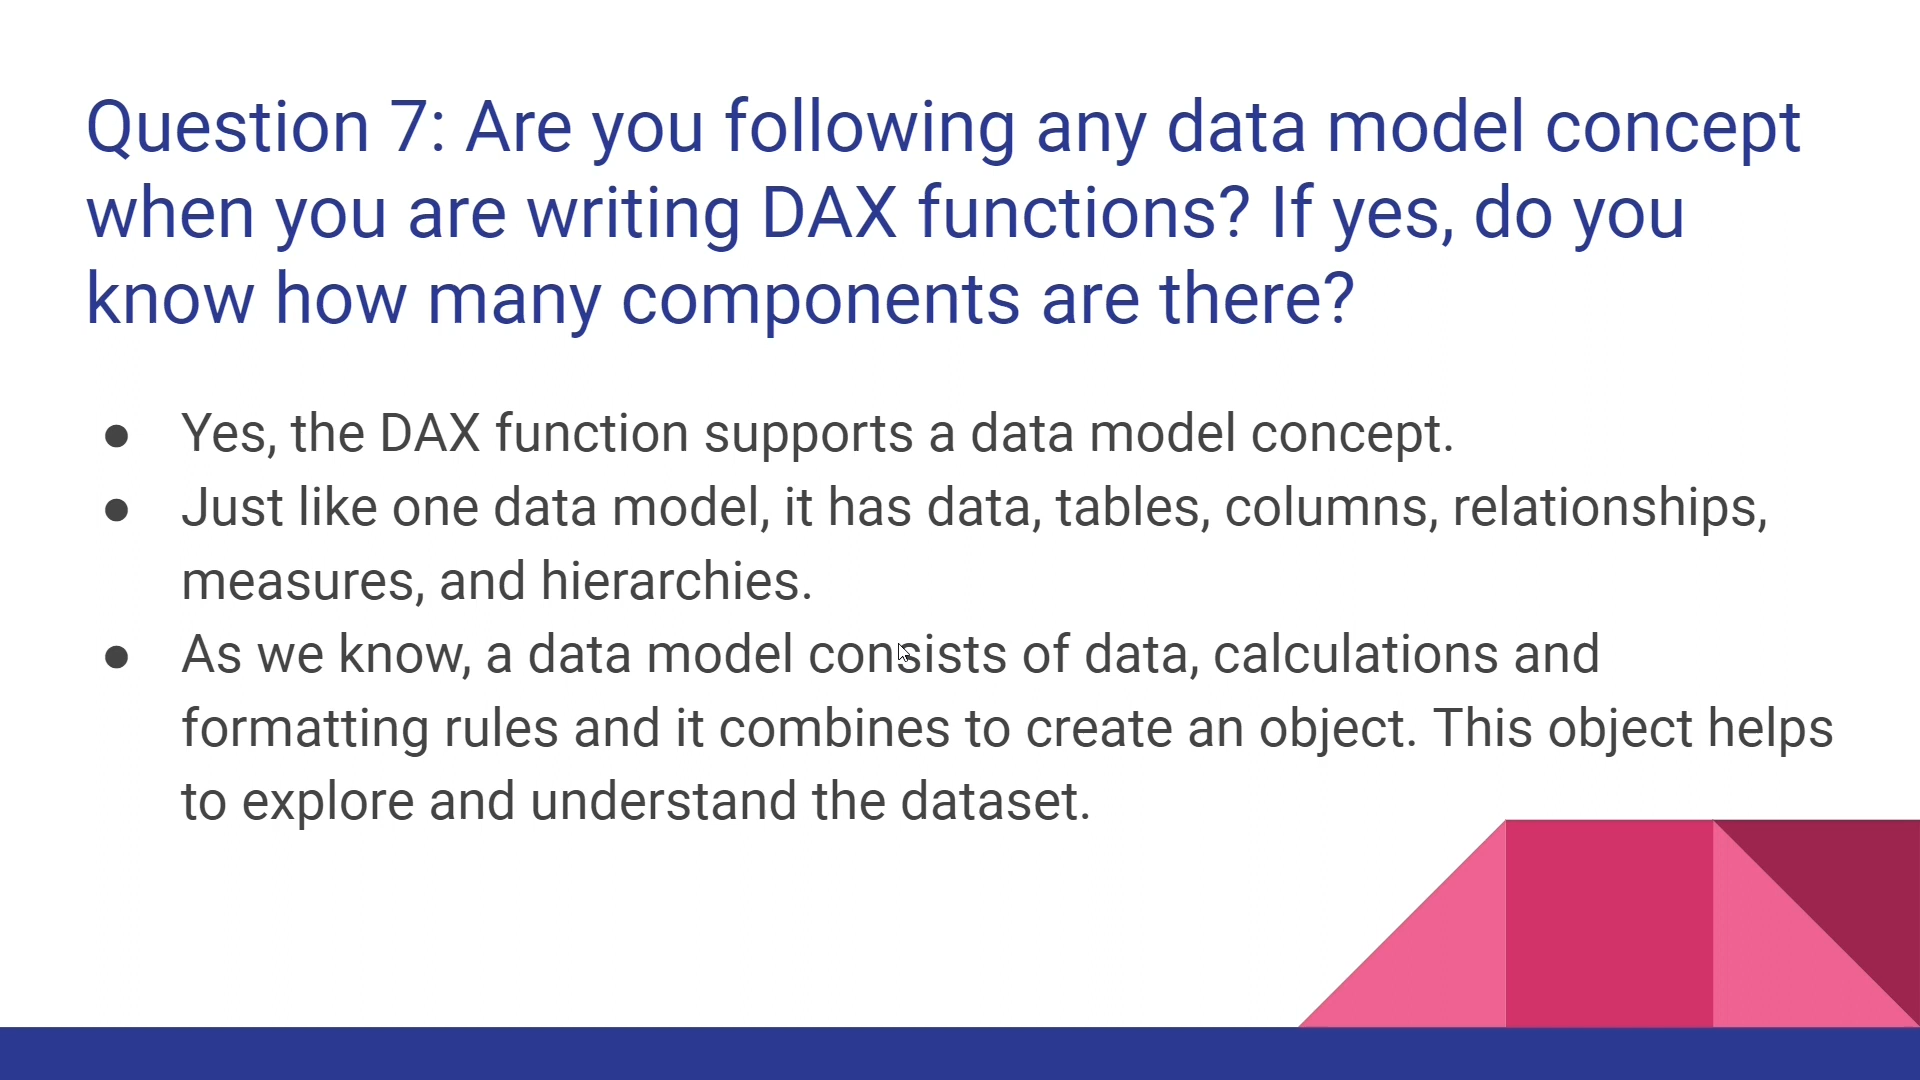 Question 7: Are you following any data model concept
when you are writing DAX functions? If yes, do you
know how many components are there?
● Yes, the DAX function supports a data model concept.
● Just like one data model, it has data, tables, columns, relationships,
measures, and hierarchies.
● As we know, a data model consists of data, calculations and
formatting rules and it combines to create an object. This object helps
to explore and understand the dataset.